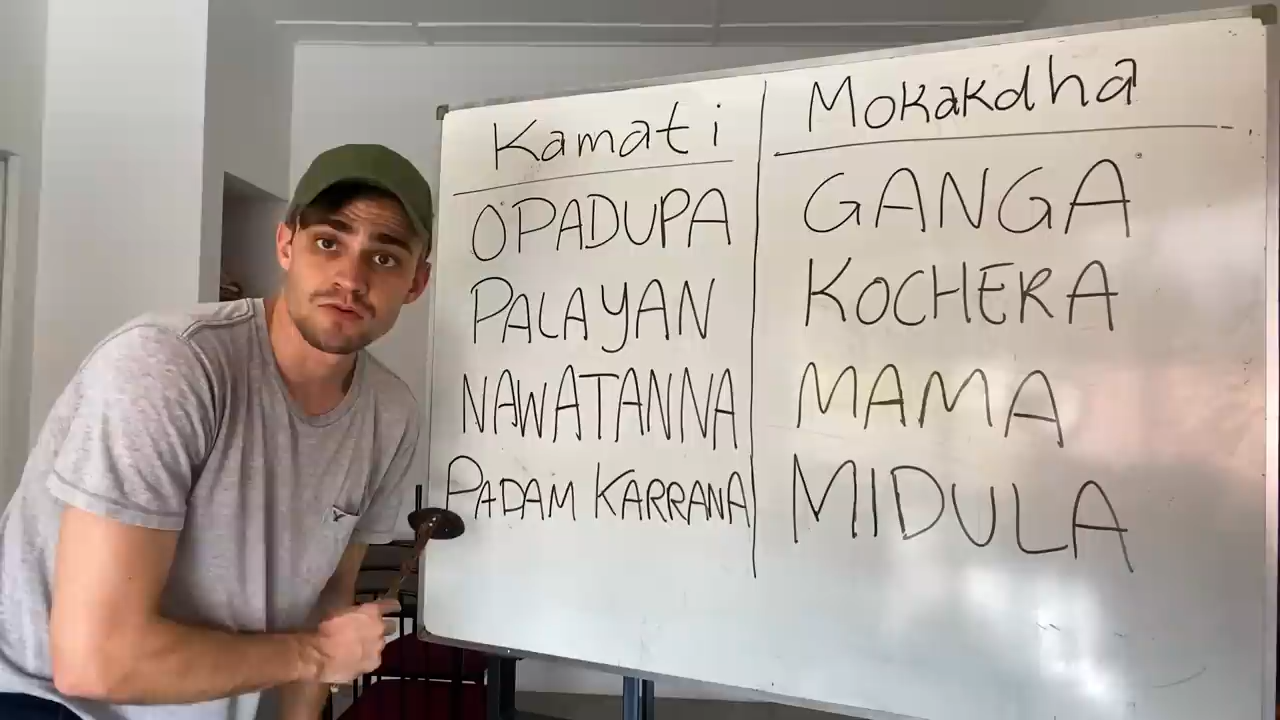 Kamati
OPADUPA
PALAYAN
NAWATANNA
PADAM KARRANA
Mokakdha
GANGA
KOCHERA
MAMA
MIDULA